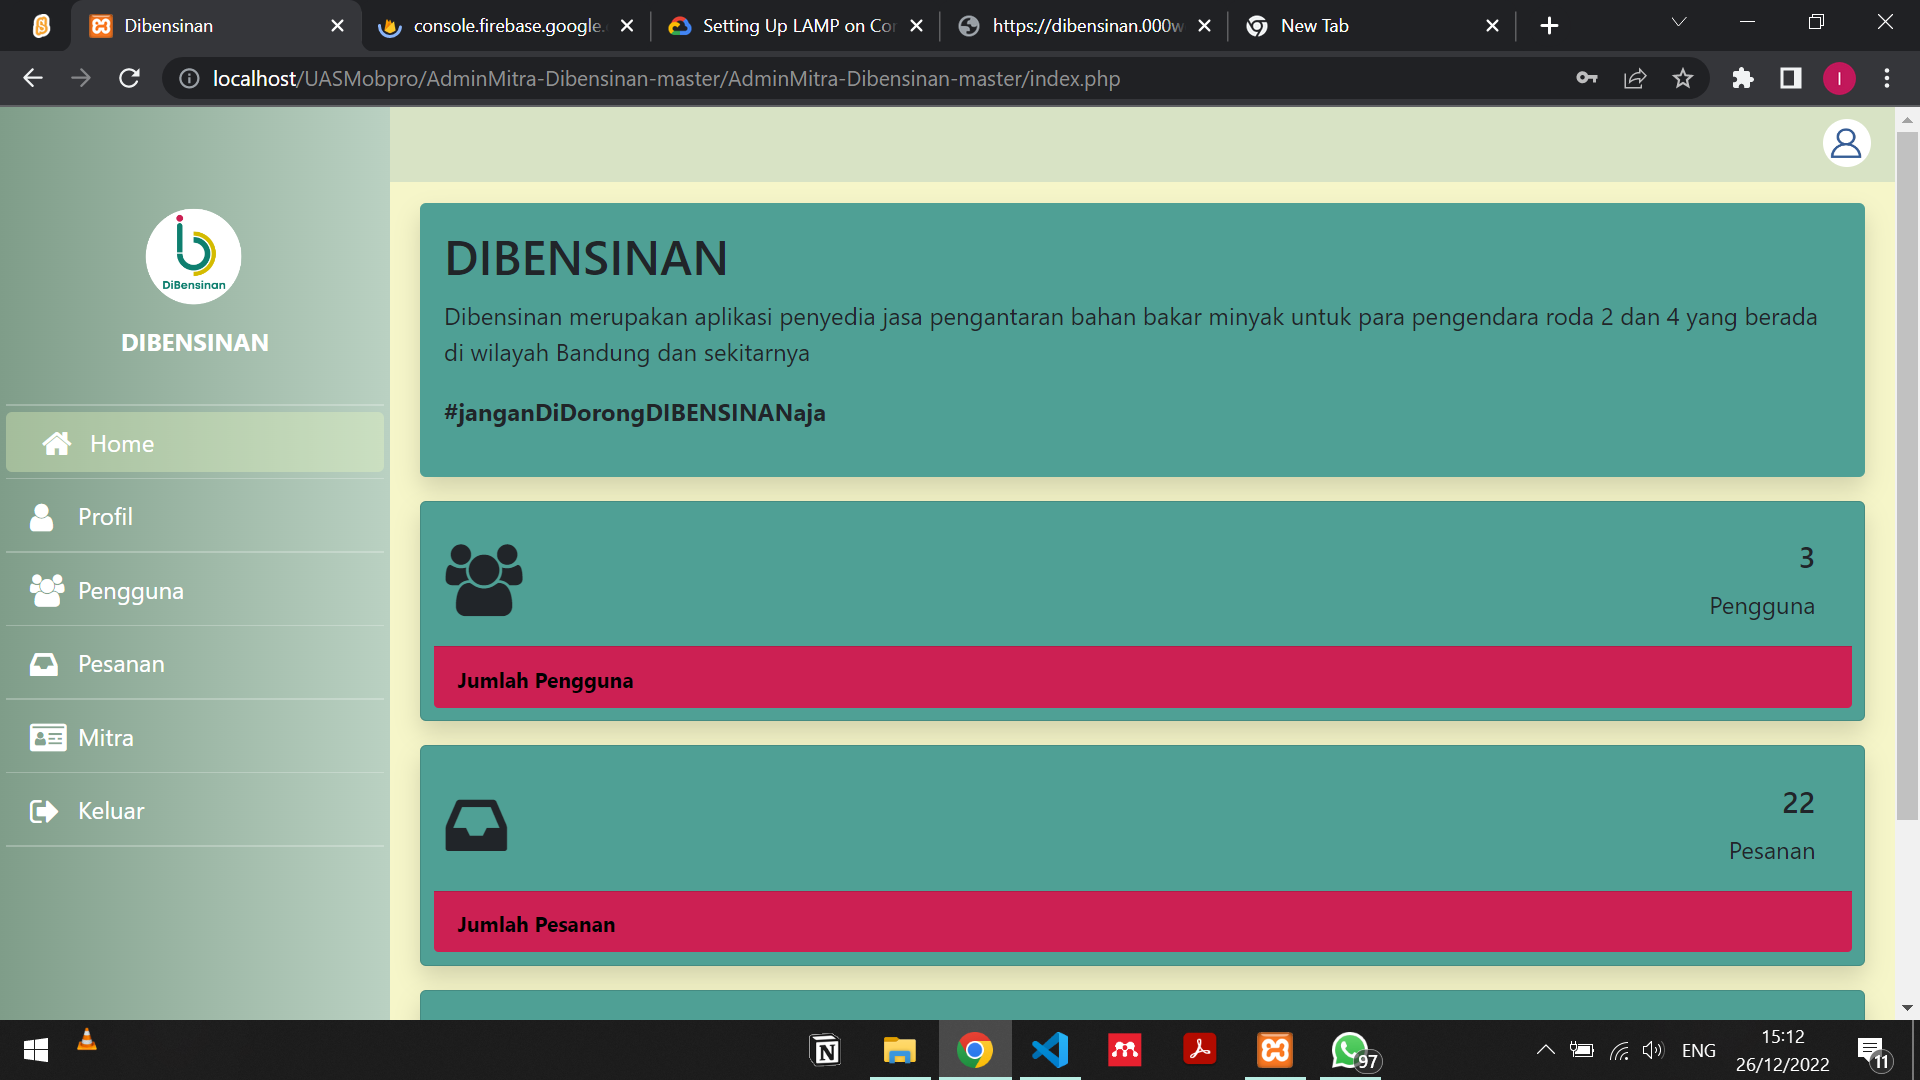 Dibensinan
console.firebase.google.
Setting Up LAMP on Co
https://dibensinan.000w
New Tab
localhost/UASMobpro/AdminMitra-Dibensinan-master/AdminMitra-Dibensinan-master/index.php
I
DiBensinan
DIBENSINAN
Home
Profil
Pengguna
Pesanan
Mitra
Keluar
DIBENSINAN
Dibensinan merupakan aplikasi penyedia jasa pengantaran bahan bakar minyak untuk para pengendara roda 2 dan 4 yang berada
di wilayah Bandung dan sekitarnya
#janganDiDorongDIBENSINANaja
3
Pengguna
Jumlah Pengguna
22
Pesanan
Jumlah Pesanan
97
ENG
15:12
26/12/2022
11